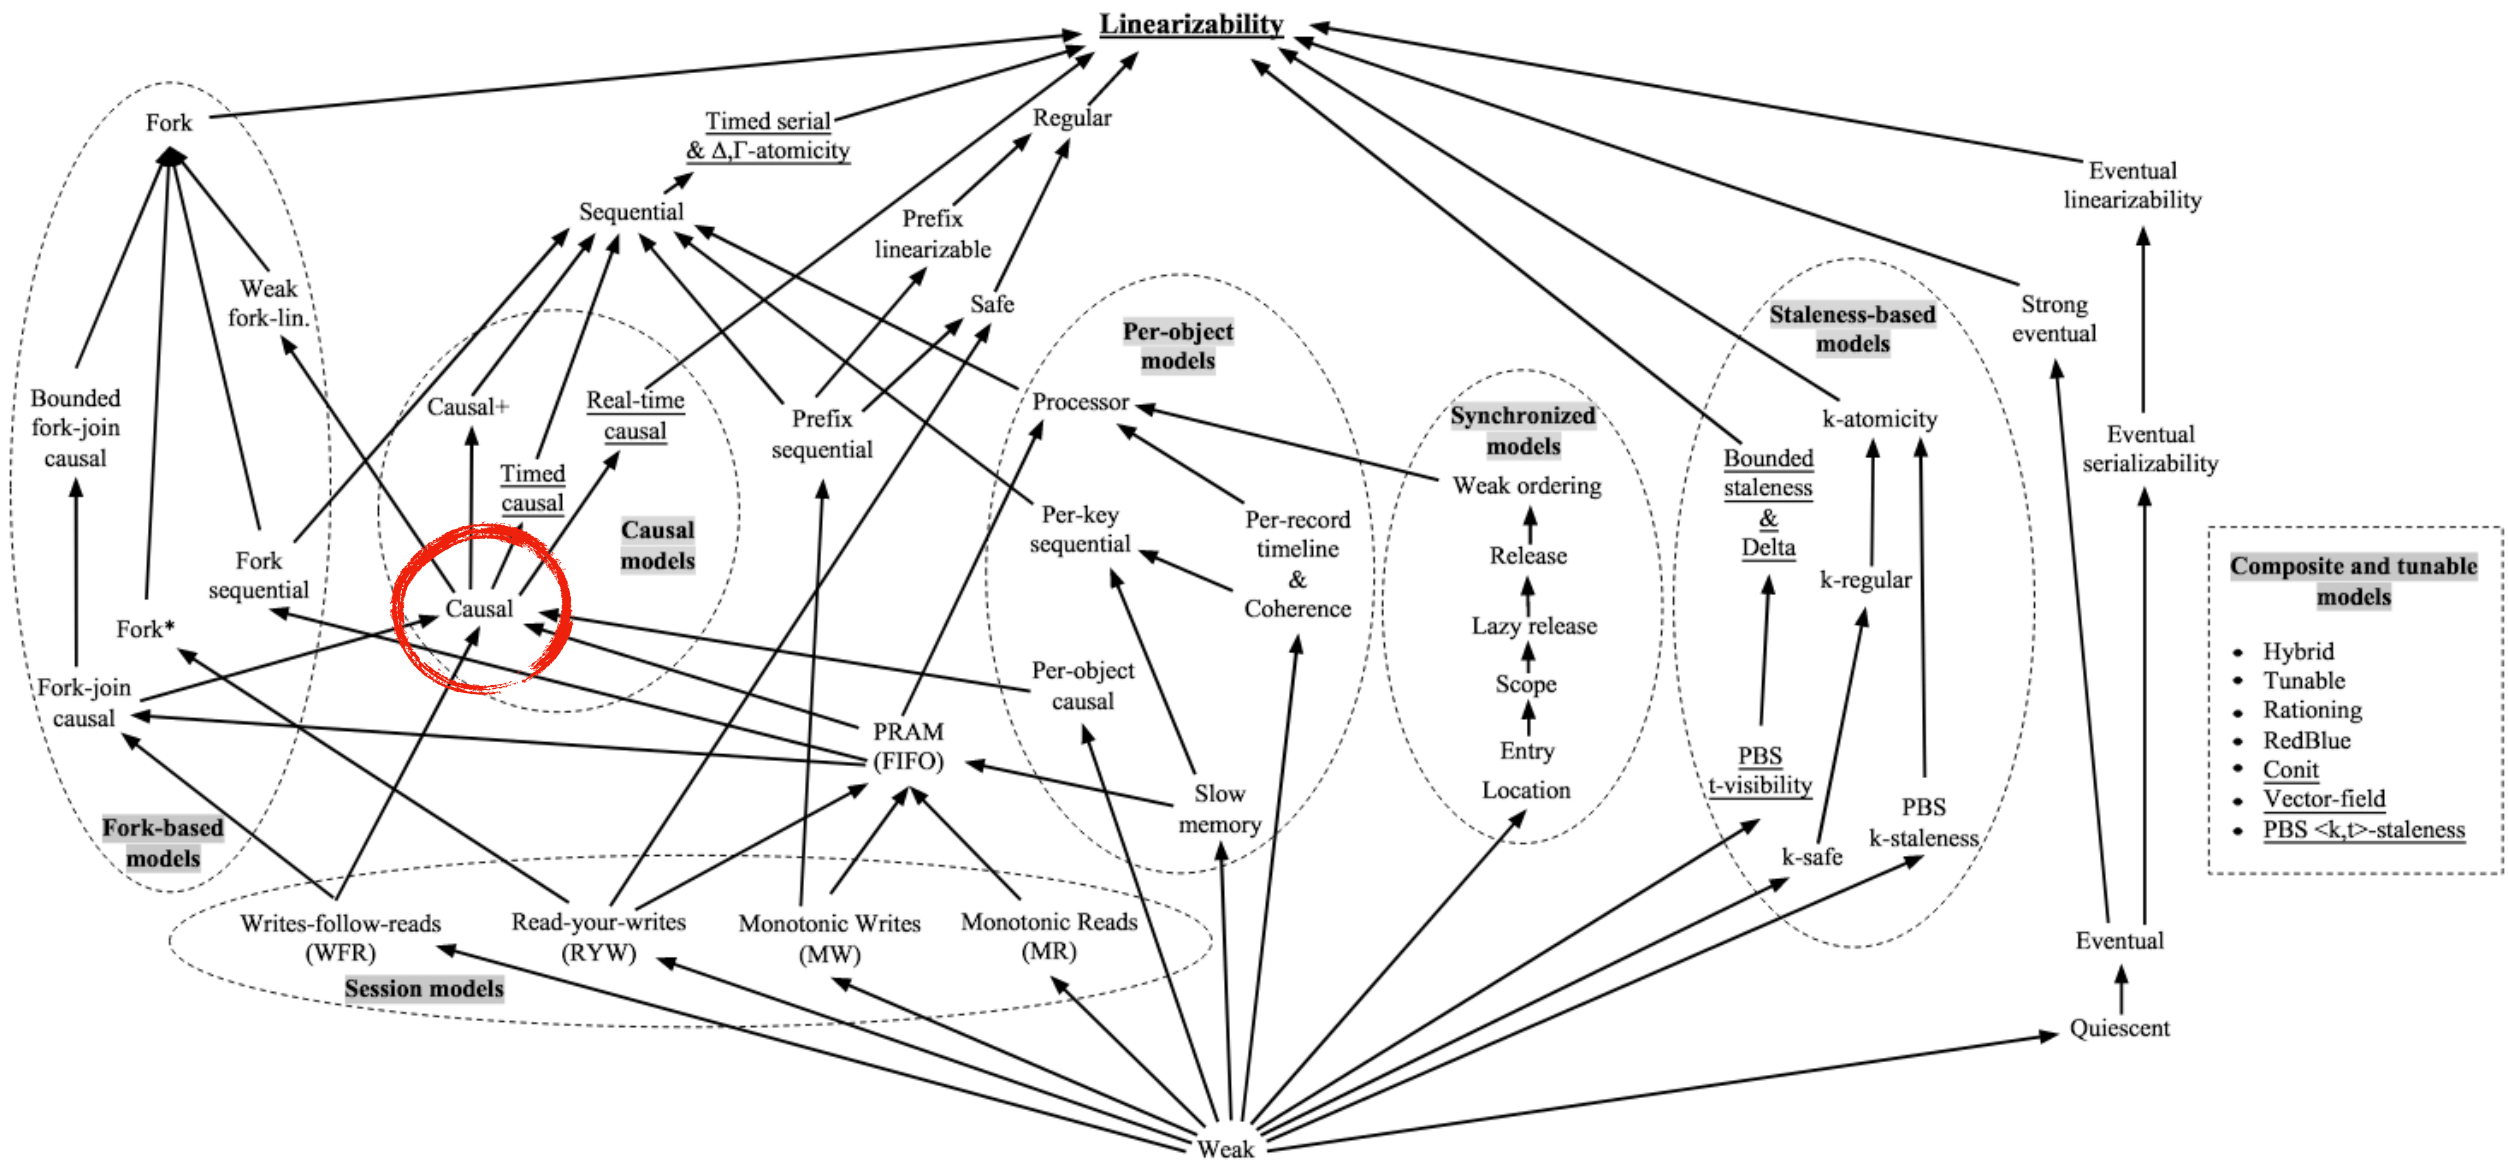 Linearizability
Fork
Timed serial
& Δ,Γ-atomicity
Regular
Eventual
linearizability
Sequential
Prefix
linearizable
Weak
fork-lin.
Safe
Per-object
models
Staleness-based
models
Strong
eventual
Bounded
fork-join
causal
Causal+
Real-time
causal
Prefix
sequential
Processor
Synchronized
models
k-atomicity
Eventual
serializability
Timed
causal
Causal
models
Per-key
sequential
Per-record
timeline
&
Coherence
Weak ordering
Bounded
staleness
&
Delta
Fork
sequential
Release
k-regular
Composite and tunable
models
Causal
Fork*
Lazy release
• Hybrid
• Tunable
• Rationing
• RedBlue
• Conit
• Vector-field
• PBS <k,t>-staleness
Fork-join
causal
Per-object
causal
Scope
PRAM
(FIFO)
Entry
Location
PBS
t-visibility
Slow
memory
PBS
k-staleness
Fork-based
models
k-safe
Writes-follow-reads
(WFR)
Read-your-writes
(RYW)
Monotonic Writes
(MW)
Monotonic Reads
(MR)
Eventual
Session models
Quiescent
Weak